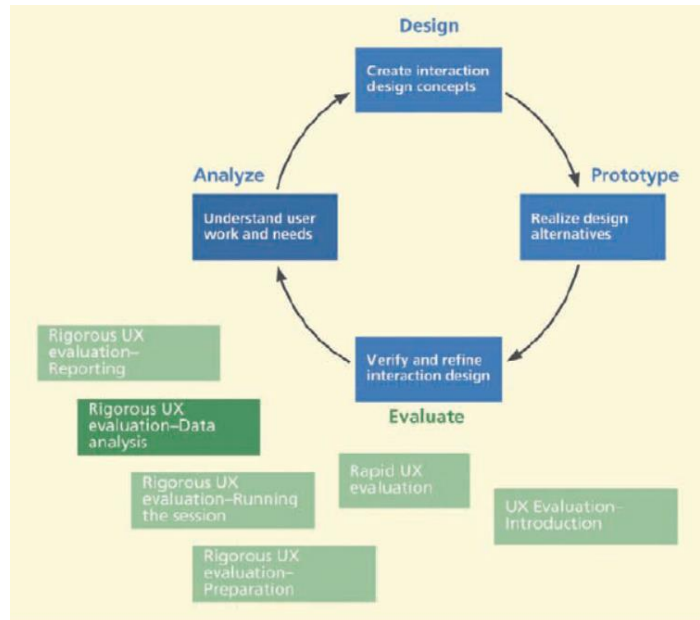 Design
Create interaction
design concepts
Analyze
Prototype
Understand user
work and needs
Realize design
alternatives
Verify and refine
interaction design
Evaluate
Rigorous UX
evaluation–
Reporting
Rigorous UX
evaluation–Data
analysis
Rigorous UX
evaluation–Running
the session
Rigorous UX
evaluation–
Preparation
Rapid UX
evaluation
UX Evaluation–
Introduction